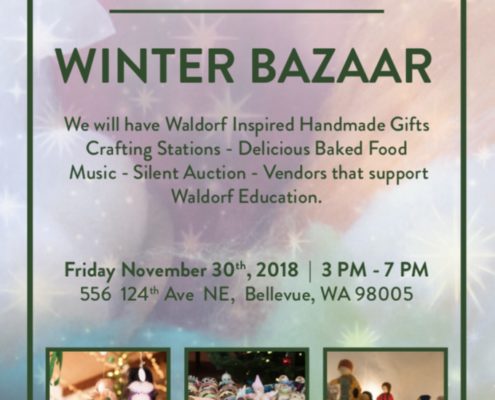 WINTER BAZAAR
We will have Waldorf Inspired Handmade Gifts
Crafting Stations - Delicious Baked Food
Music - Silent Auction - Vendors that support
Waldorf Education.
Friday November 30th, 2018 | 3 PM - 7 PM
556 124th Ave NE, Bellevue, WA 98005